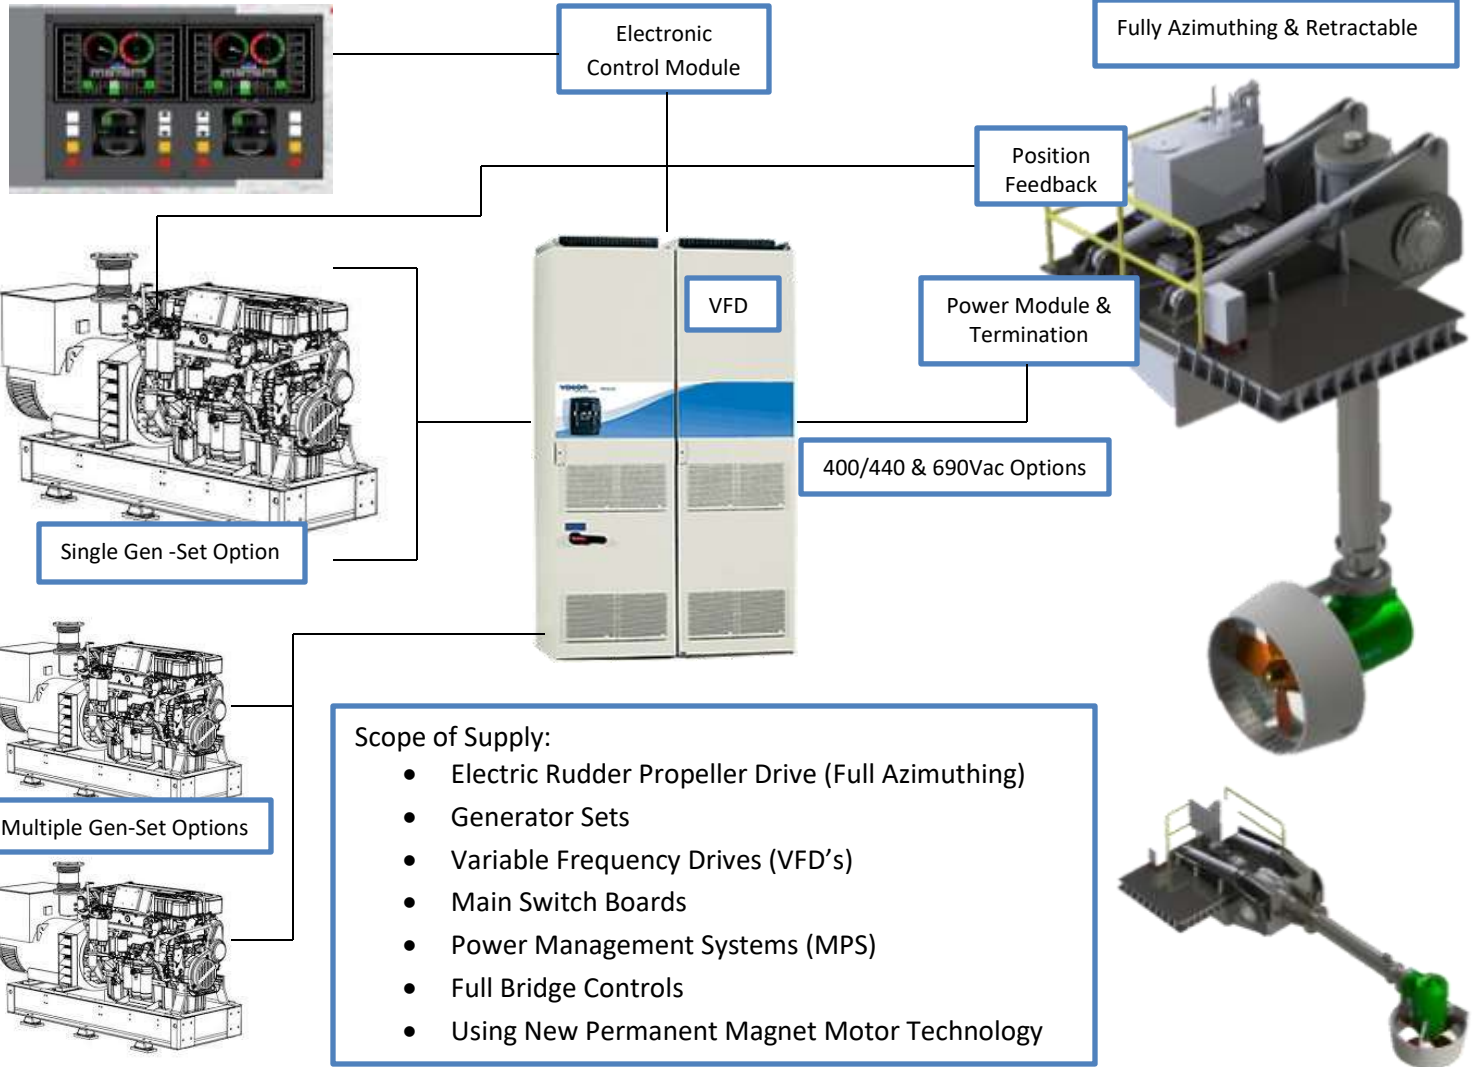 Electronic
Control Module
Fully Azimuthing & Retractable
Position
Feedback
VFD
Power Module &
Termination
400/440 & 690Vac Options
Single Gen -Set Option
Multiple Gen-Set Options
Scope of Supply:
• Electric Rudder Propeller Drive (Full Azimuthing)
• Generator Sets
• Variable Frequency Drives (VFD’s)
• Main Switch Boards
• Power Management Systems (MPS)
• Full Bridge Controls
• Using New Permanent Magnet Motor Technology